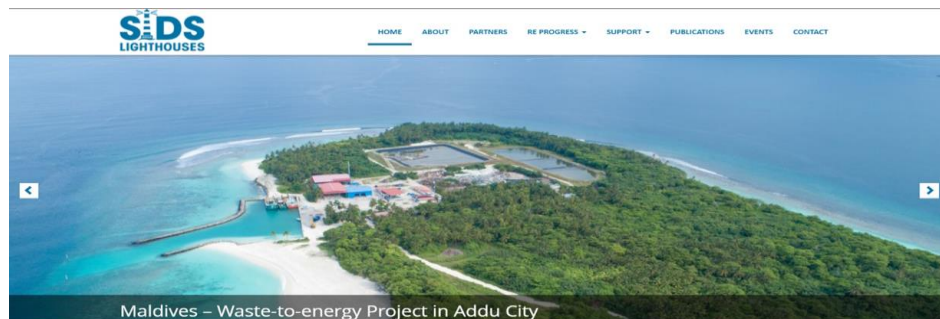 SIDS
LIGHTHOUSES
HOME ABOUT PARTNERS RE PROGRESS SUPPORT PUBLICATIONS EVENTS CONTACT
Maldives – Waste-to-energy Project in Addu City